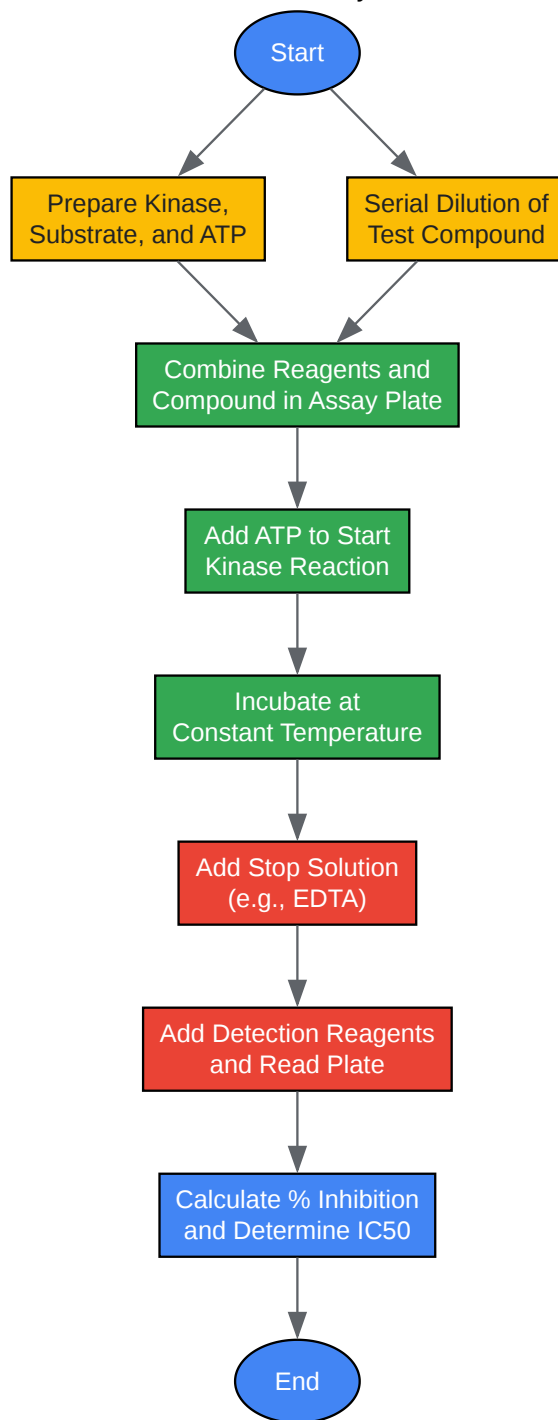 Start
Prepare Kinase,
Substrate, and ATP
Serial Dilution of
Test Compound
Combine Reagents and
Compound in Assay Plate
Add ATP to Start
Kinase Reaction
Incubate at
Constant Temperature
Add Stop Solution
(e.g., EDTA)
Add Detection Reagents
and Read Plate
Calculate % Inhibition
and Determine IC50
End